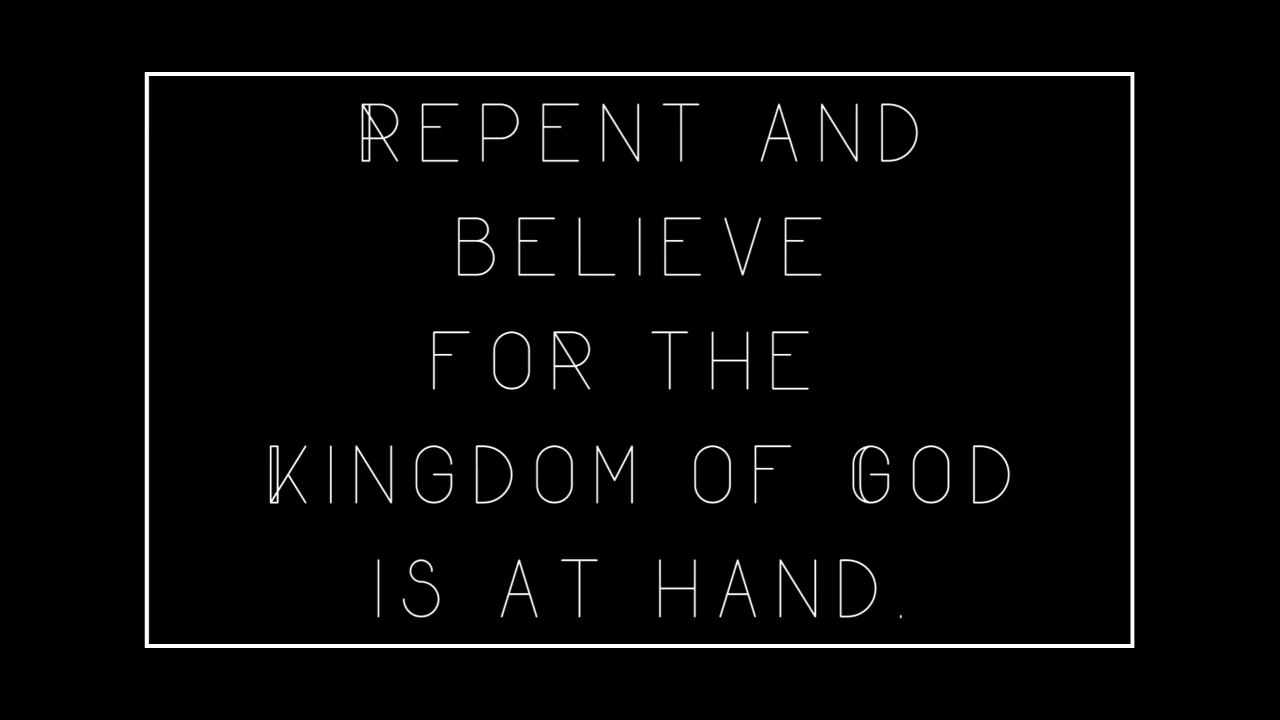 REPENT AND
BELIEVE
FOR THE
KINGDOM OF GOD
IS AT HAND.